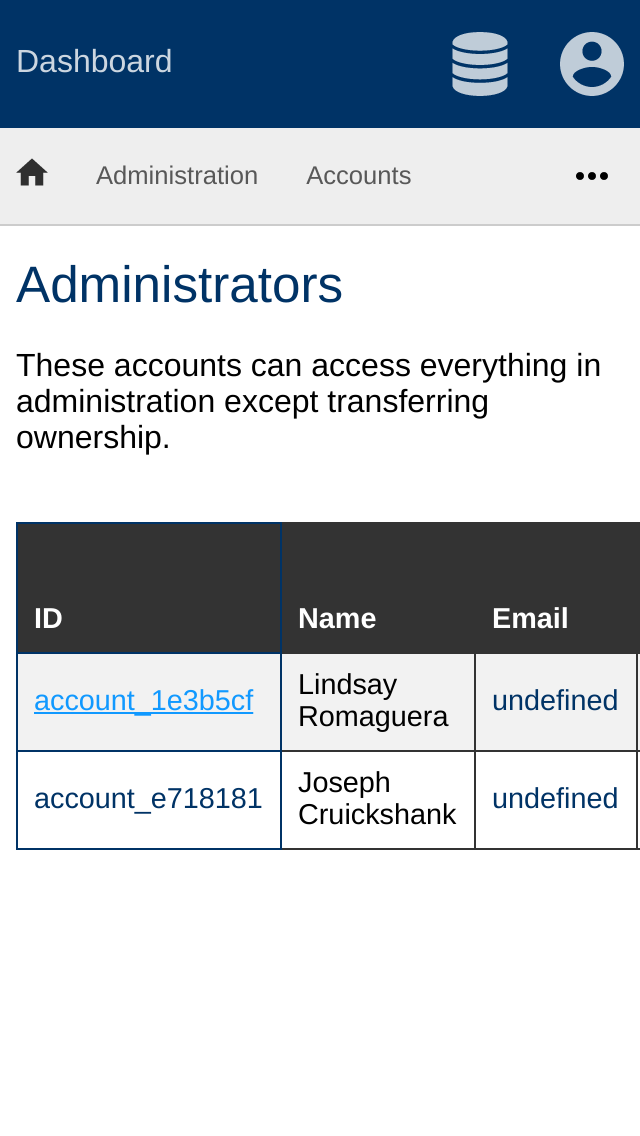 Dashboard
Administration Accounts
Administrators
These accounts can access everything in
administration except transferring
ownership.
ID Name Email
account_1e3b5cf Lindsay Romaguera undefined
account_e718181 Joseph Cruickshank undefined